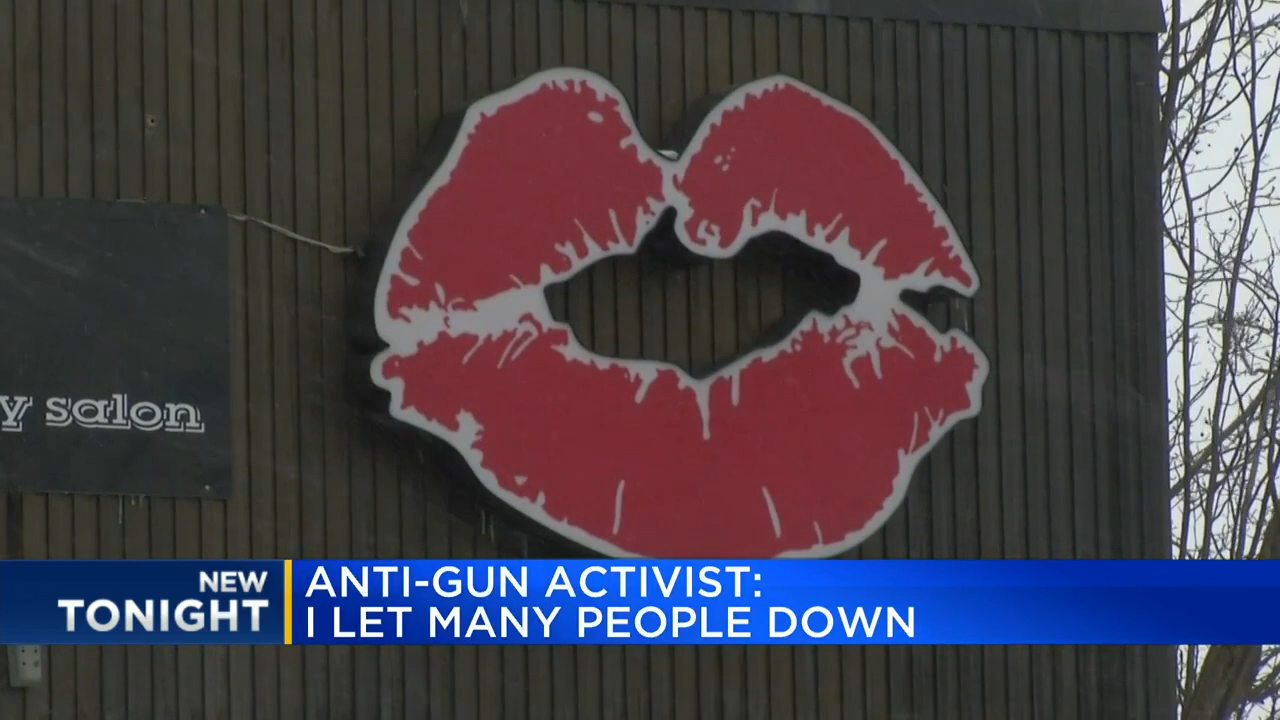 y salon
NEW
TONIGHT
ANTI-GUN ACTIVIST:
I LET MANY PEOPLE DOWN